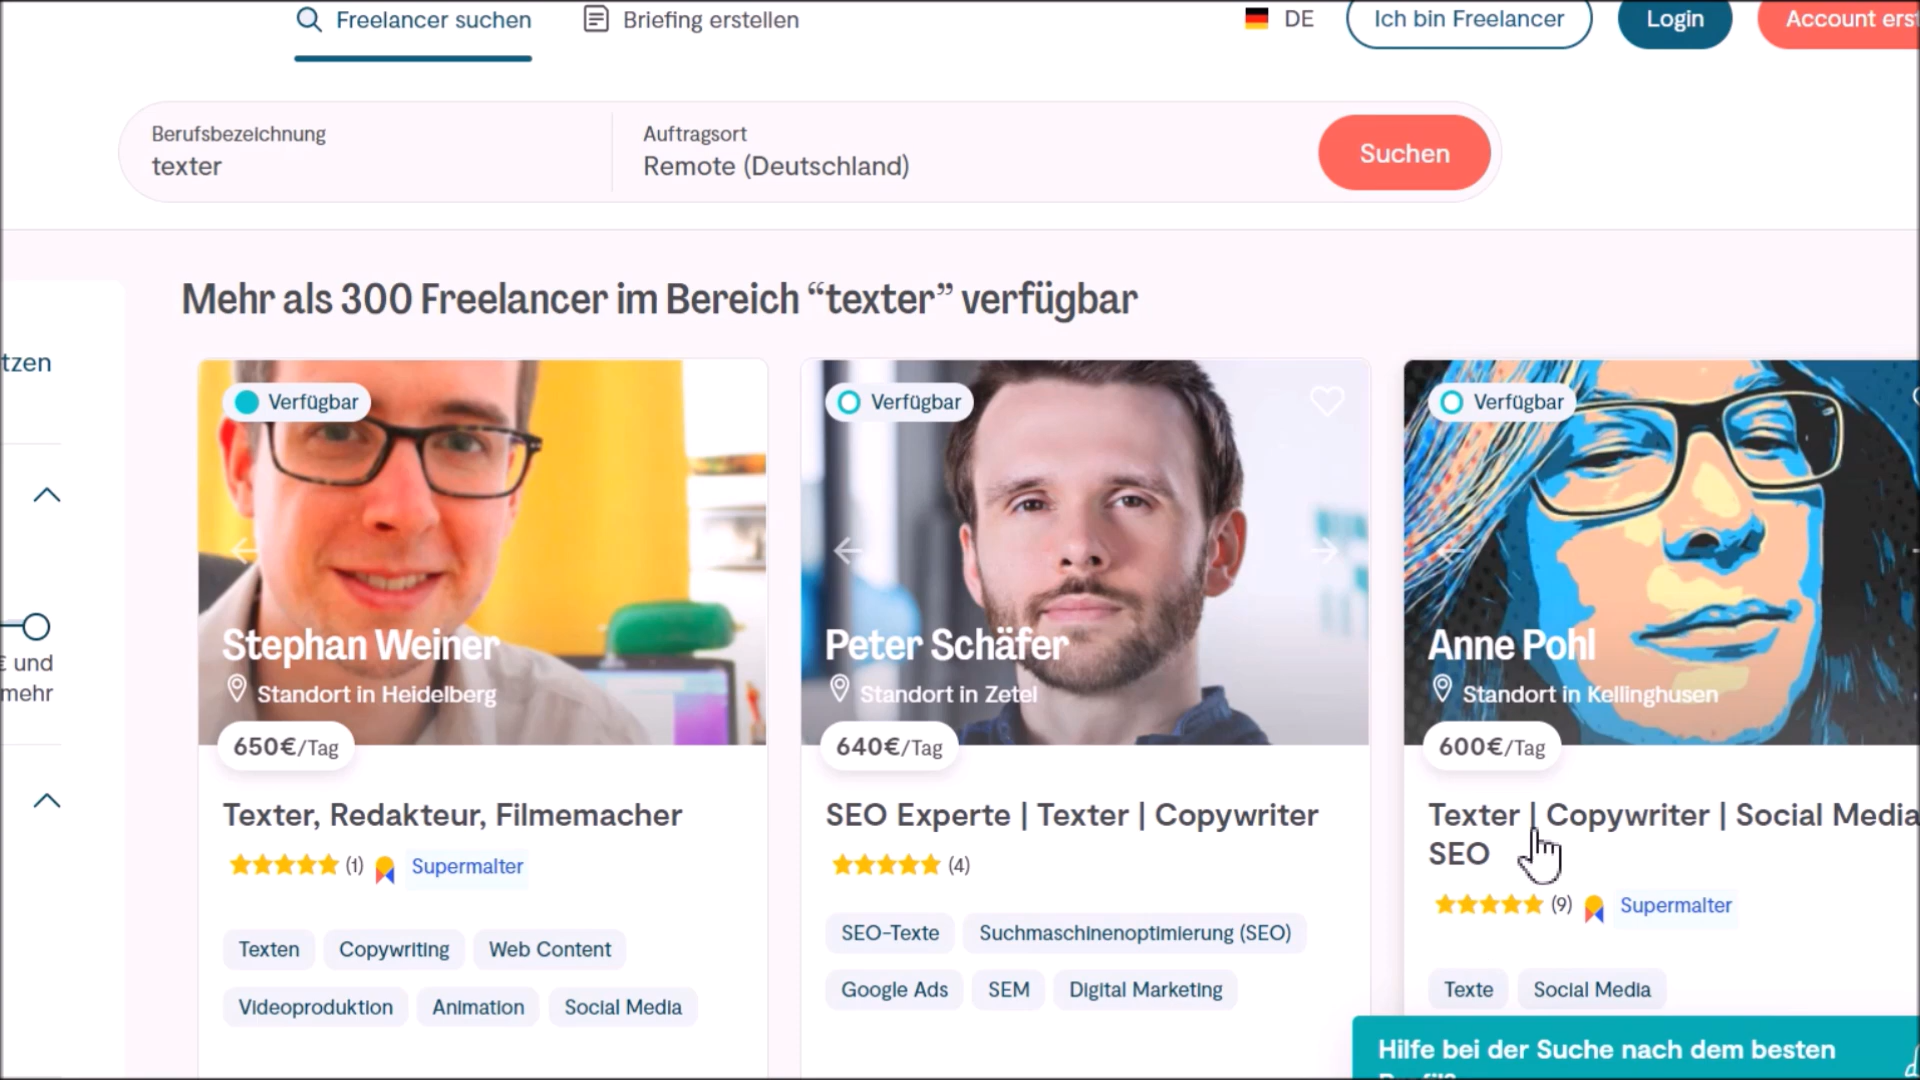 Freelancer suchen
Briefing erstellen
DE
Ich bin Freelancer
Login
Account erst
Berufsbezeichnung
texter
Auftragsort
Remote (Deutschland)
Suchen
Mehr als 300 Freelancer im Bereich “texter” verfügbar
tzen
€ und
mehr
Verfügbar
Stephan Weiner
Standort in Heidelberg
650€/Tag
Texter, Redakteur, Filmemacher
(1) Supermalter
Texten
Copywriting
Web Content
Videoproduktion
Animation
Social Media
Verfügbar
Peter Schäfer
Standort in Zetel
640€/Tag
SEO Experte | Texter | Copywriter
(4)
SEO-Texte
Suchmaschinenoptimierung (SEO)
Google Ads
SEM
Digital Marketing
Verfügbar
Anne Pohl
Standort in Kellinghusen
600€/Tag
Texter | Copywriter | Social Media
SEO
(9) Supermalter
Texte
Social Media
Hilfe bei der Suche nach dem besten